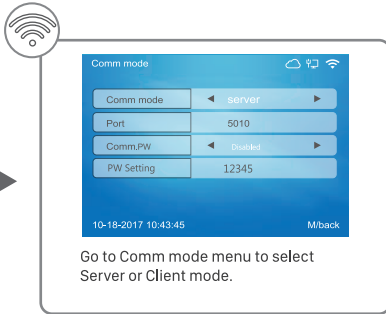 Comm mode
Comm mode server
Port 5010
Comm.PW Disabled
PW Setting 12345
10-18-2017 10:43:45 M/back
Go to Comm mode menu to select
Server or Client mode.